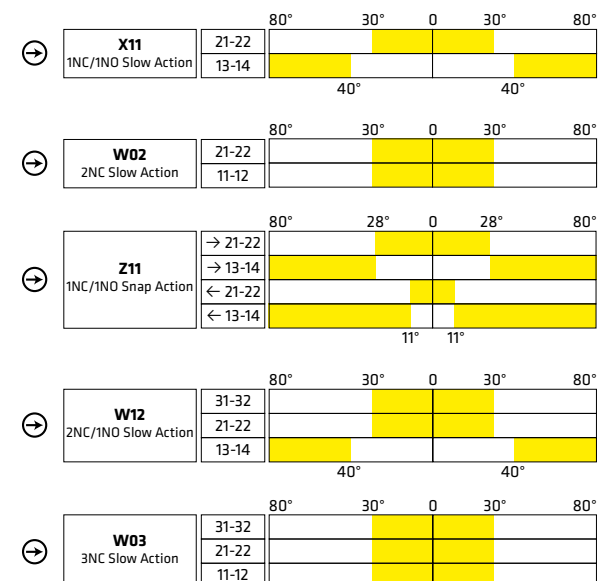 80° 30° 0 30° 80°
X11
1NC/1NO Slow Action
21-22
13-14
40° 40°
80° 30° 0 30° 80°
W02
2NC Slow Action
21-22
11-12
80° 28° 0 28° 80°
Z11
1NC/1NO Snap Action
→ 21-22
→ 13-14
← 21-22
← 13-14
11° 11°
80° 30° 0 30° 80°
W12
2NC/1NO Slow Action
31-32
21-22
13-14
40° 40°
80° 30° 0 30° 80°
W03
3NC Slow Action
31-32
21-22
11-12